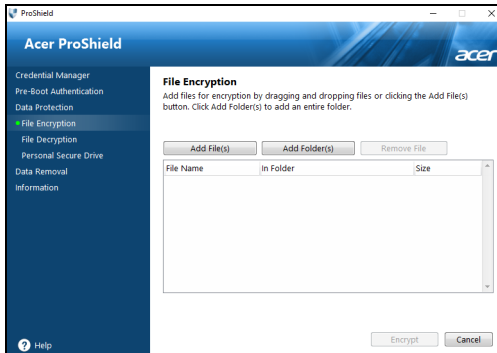 ProShield
Acer ProShield
acer
Credential Manager
Pre-Boot Authentication
Data Protection
File Encryption
File Decryption
Personal Secure Drive
Data Removal
Information
? Help
File Encryption
Add files for encryption by dragging and dropping files or clicking the Add File(s)
button. Click Add Folder(s) to add an entire folder.
Add File(s) Add Folder(s) Remove File
File Name In Folder Size
Encrypt Cancel